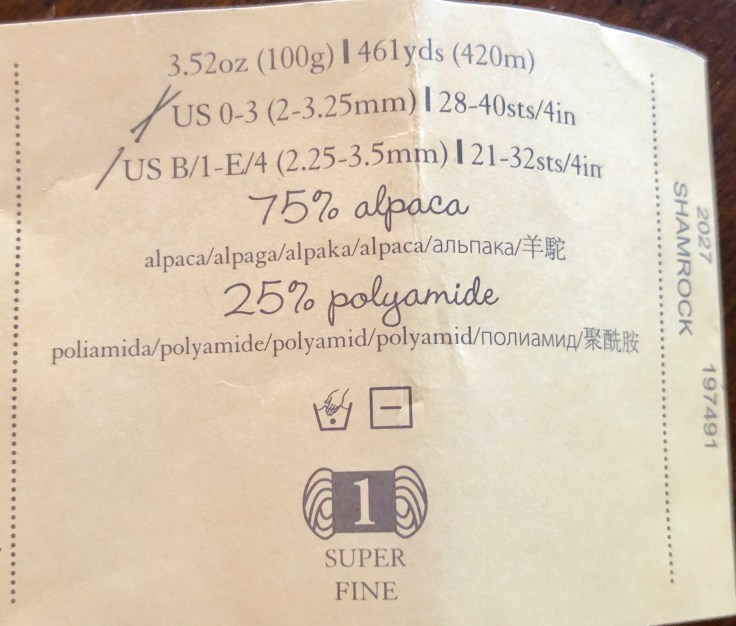 3.52oz (100g) | 461yds (420m)
US 0-3 (2-3.25mm) | 28-40sts/4in
US B/1-E/4 (2.25-3.5mm) | 21-32sts/4in
75% alpaca
alpaca/alpaga/alpaka/alpaca/альпака/羊駝
25% polyamide
poliamida/polyamide/polyamid/polyamid/полиамид/聚酰胺
1
SUPER
FINE
2027 197491
SHAMROCK